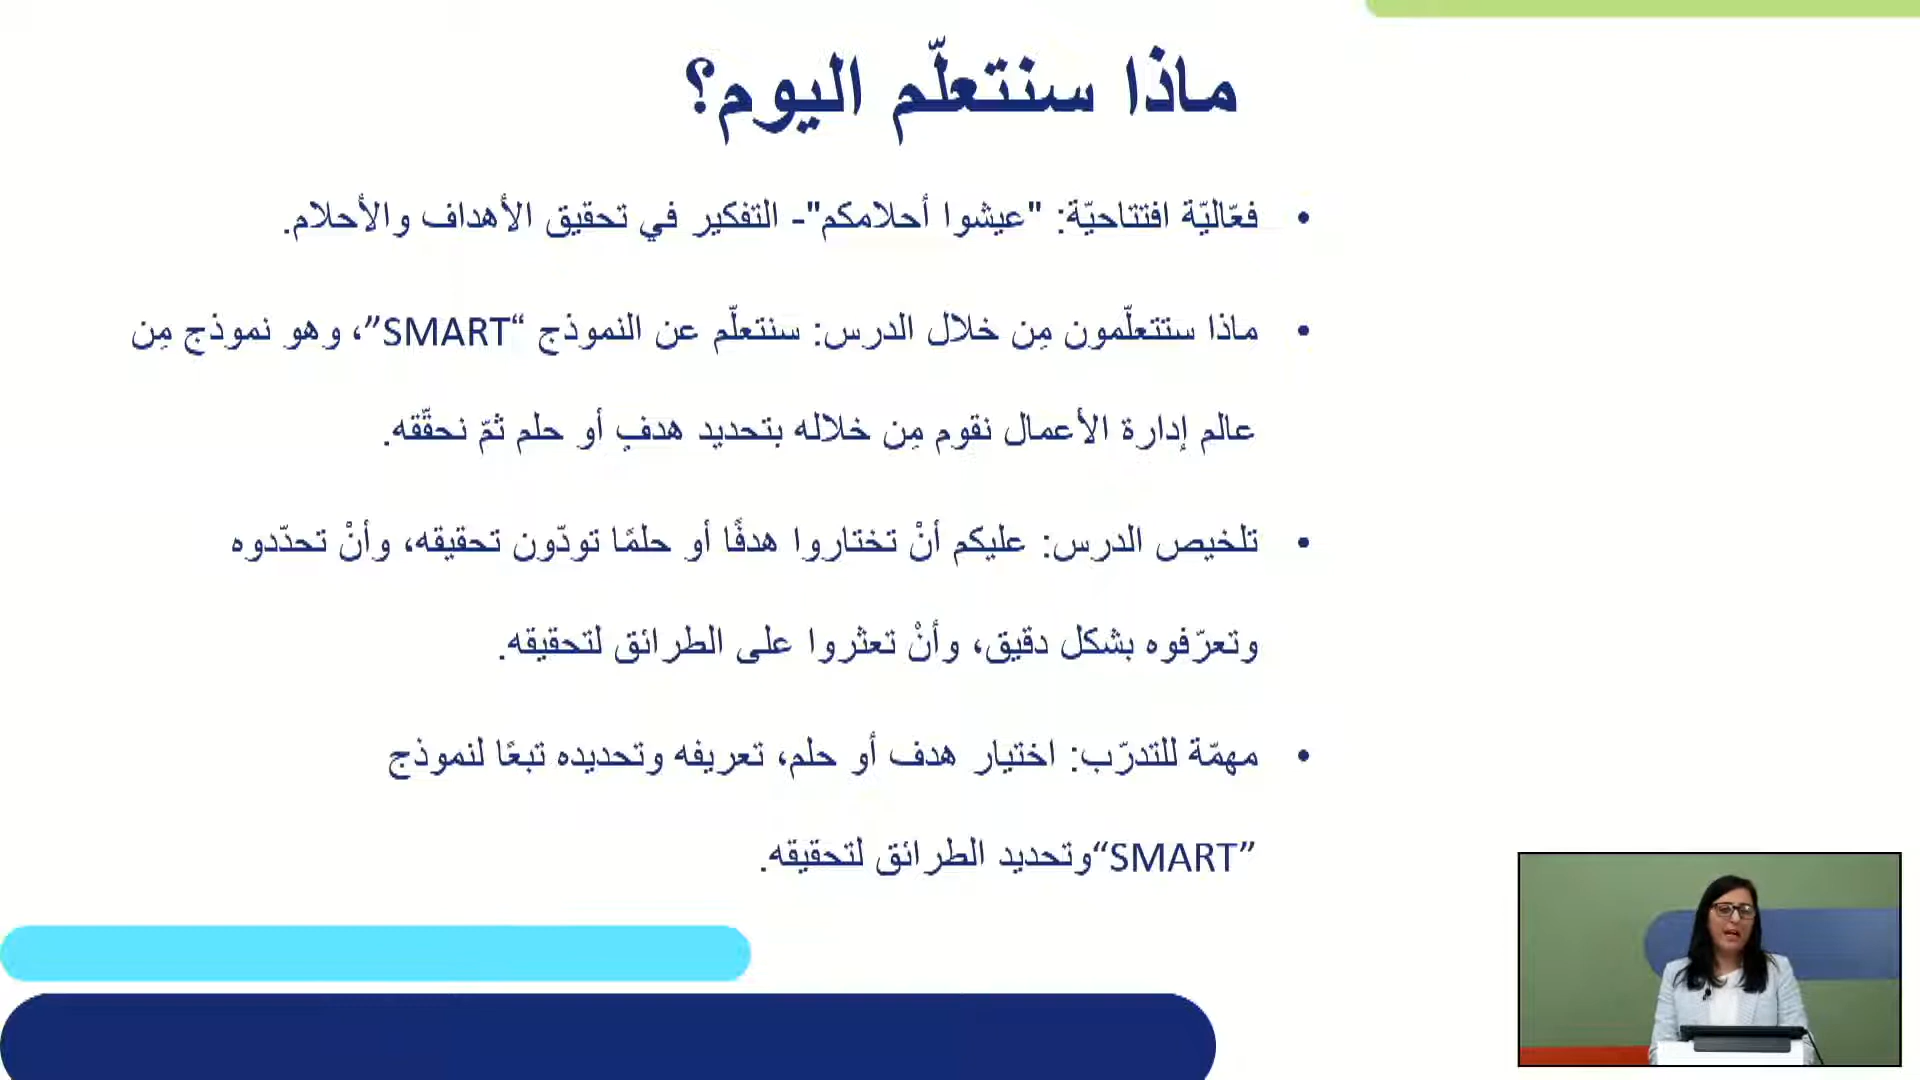 ماذا سنتعلّم اليوم؟
• فعّاليّة افتتاحيّة: "عيشوا أحلامكم"- التفكير في تحقيق الأهداف والأحلام.
• ماذا ستتعلّمون مِن خلال الدرس: سنتعلّم عن النموذج “SMART”، وهو نموذج مِن
عالم إدارة الأعمال نقوم مِن خلاله بتحديد هدفٍ أو حلم ثمّ نحقّقه.
• تلخيص الدرس: عليكم أنْ تختاروا هدفًا أو حلمًا تودّون تحقيقه، وأنْ تحدّدوه
وتعرّفوه بشكل دقيق، وأنْ تعثروا على الطرائق لتحقيقه.
• مهمّة للتدرّب: اختيار هدف أو حلم، تعريفه وتحديده تبعًا لنموذج
”SMART“وتحديد الطرائق لتحقيقه.